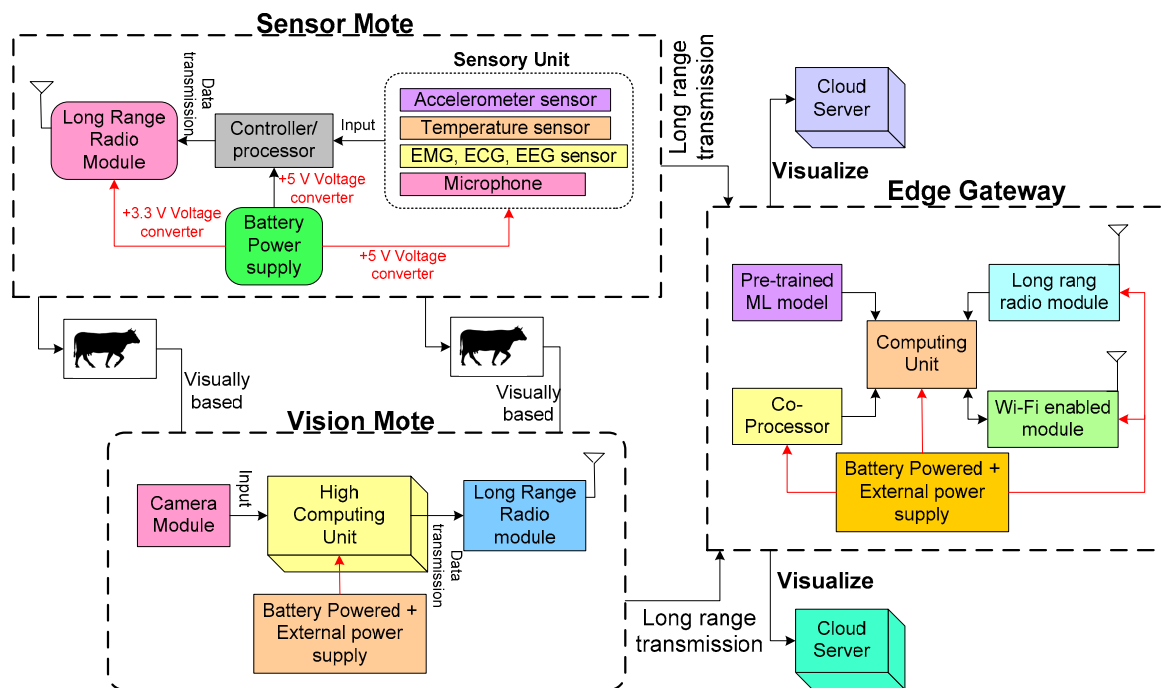 Sensor Mote
Sensory Unit
Accelerometer sensor
Temperature sensor
EMG, ECG, EEG sensor
Microphone
Input
Controller/
processor
Data
transmission
Long Range
Radio
Module
+5 V Voltage
converter
+3.3 V Voltage
converter
Battery
Power
supply
+5 V Voltage
converter
Long range
transmission
Cloud
Server
Visualize
Edge Gateway
Pre-trained
ML model
Long rang
radio module
Computing
Unit
Co-
Processor
Wi-Fi enabled
module
Battery Powered +
External power
supply
Visually
based
Visually
based
Vision Mote
Camera
Module
Input
High
Computing
Unit
Data
transmission
Long Range
Radio
module
Battery Powered +
External power
supply
Long range
transmission
Visualize
Cloud
Server